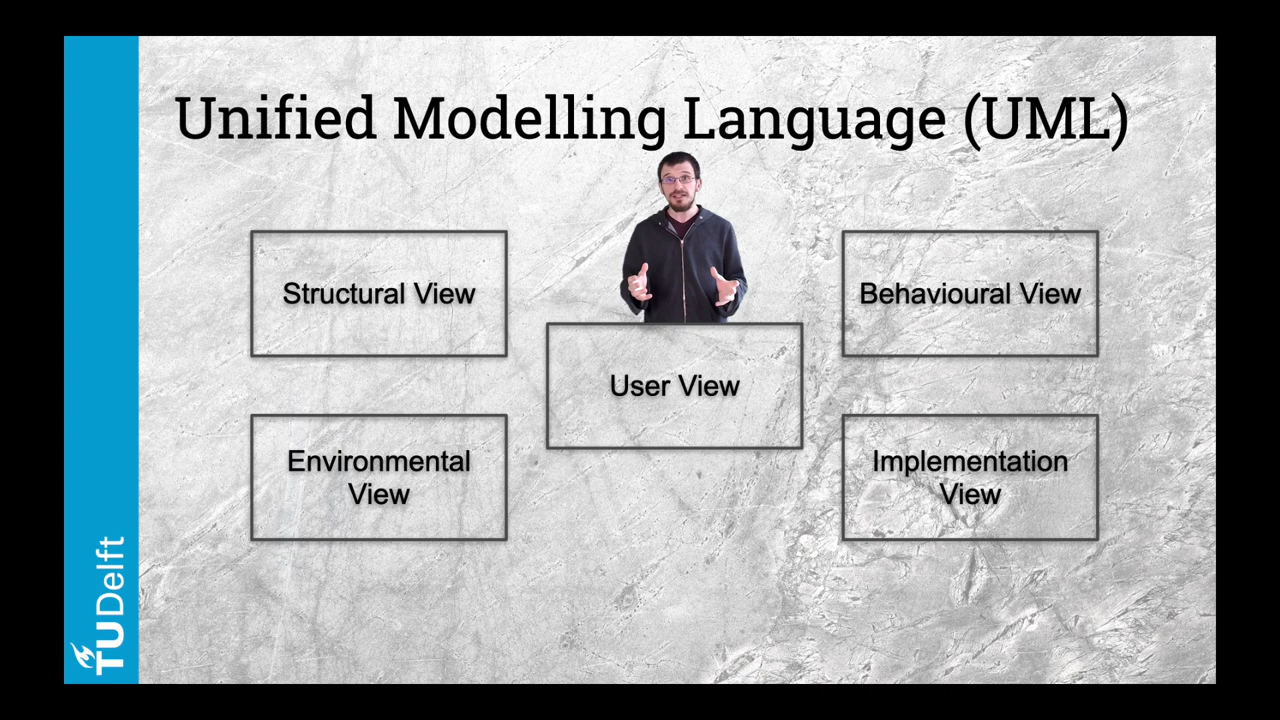 Unified Modelling Language (UML)
Structural View
Behavioural View
User View
Environmental
View
Implementation
View
TUDelft